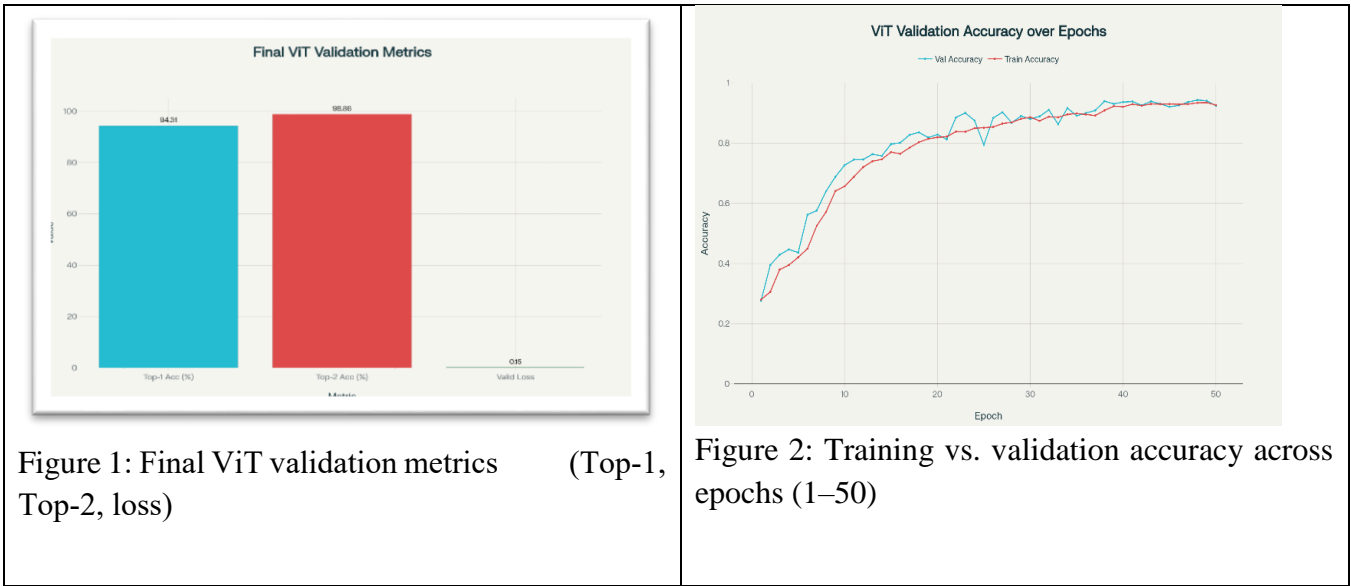 Final ViT Validation Metrics
94.31
98.86
100
80
60
40
20
0
Top-1 Acc (%)
Top-2 Acc (%)
0.15
Valid Loss
Metric
Figure 1: Final ViT validation metrics (Top-1,
Top-2, loss)
ViT Validation Accuracy over Epochs
Val Accuracy Train Accuracy
1
0.8
0.6
0.4
0.2
0
Accuracy
0 10 20 30 40 50
Epoch
Figure 2: Training vs. validation accuracy across
epochs (1–50)